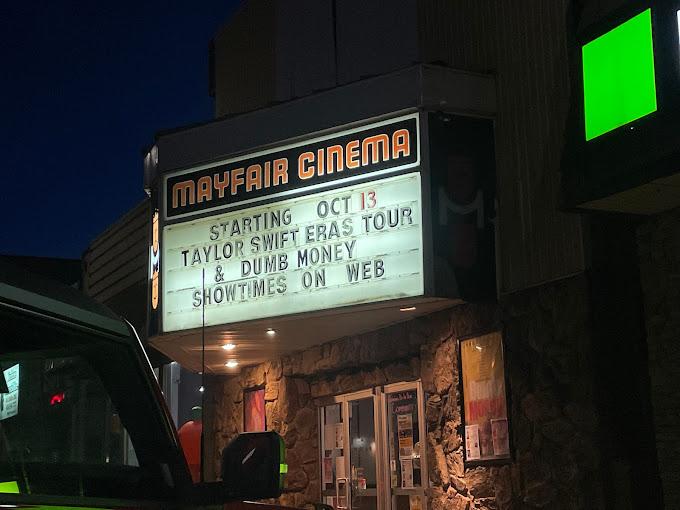 MAYFAIR CINEMA
STARTING OCT 13
TAYLOR SWIFT ERAS TOUR
& DUMB MONEY
SHOWTIMES ON WEB